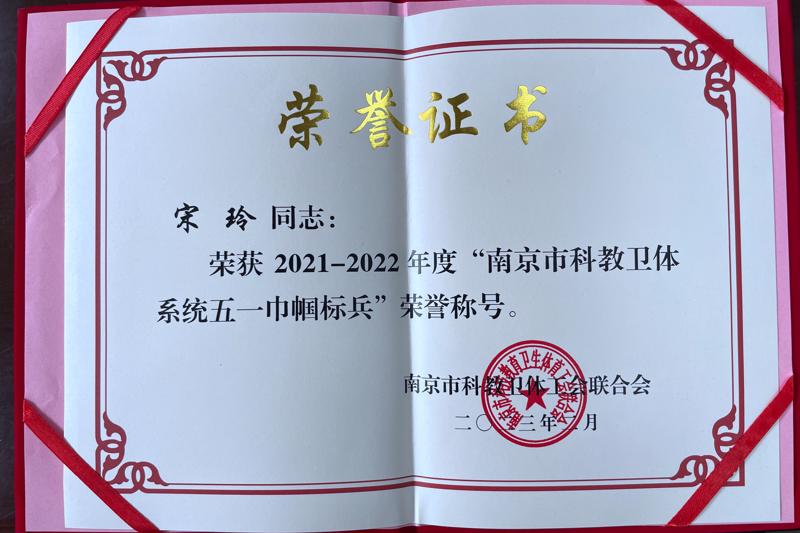 荣誉证书
宋 玲 同志：
荣获 2021-2022 年度“南京市科教卫体
系统五一巾帼标兵”荣誉称号。
南京市科教卫体工会联合会
二〇二三年 月